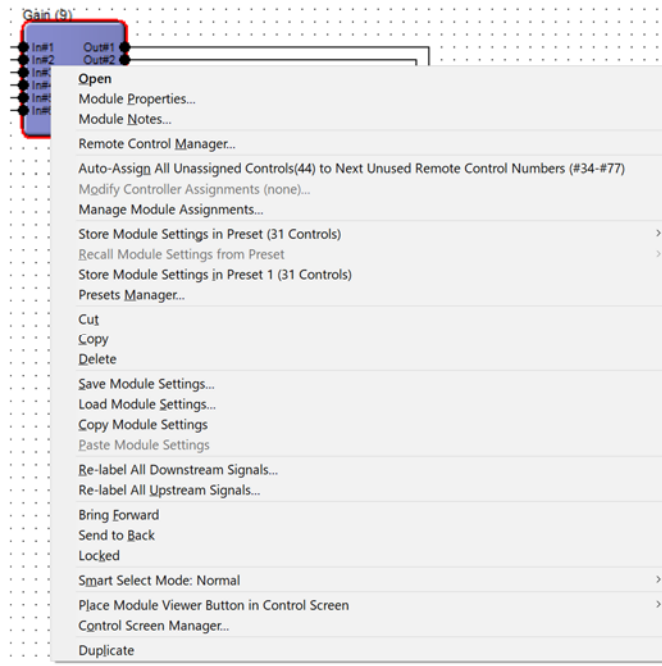 Gain (9)
In#1 Out#1
In#2 Out#2
In#
In#
In#
In#
Open
Module Properties...
Module Notes...
Remote Control Manager...
Auto-Assign All Unassigned Controls(44) to Next Unused Remote Control Numbers (#34-#77)
Modify Controller Assignments (none)...
Manage Module Assignments...
Store Module Settings in Preset (31 Controls)
Recall Module Settings from Preset
Store Module Settings in Preset 1 (31 Controls)
Presets Manager...
Cut
Copy
Delete
Save Module Settings...
Load Module Settings...
Copy Module Settings
Paste Module Settings
Re-label All Downstream Signals...
Re-label All Upstream Signals...
Bring Forward
Send to Back
Locked
Smart Select Mode: Normal
Place Module Viewer Button in Control Screen
Control Screen Manager...
Duplicate